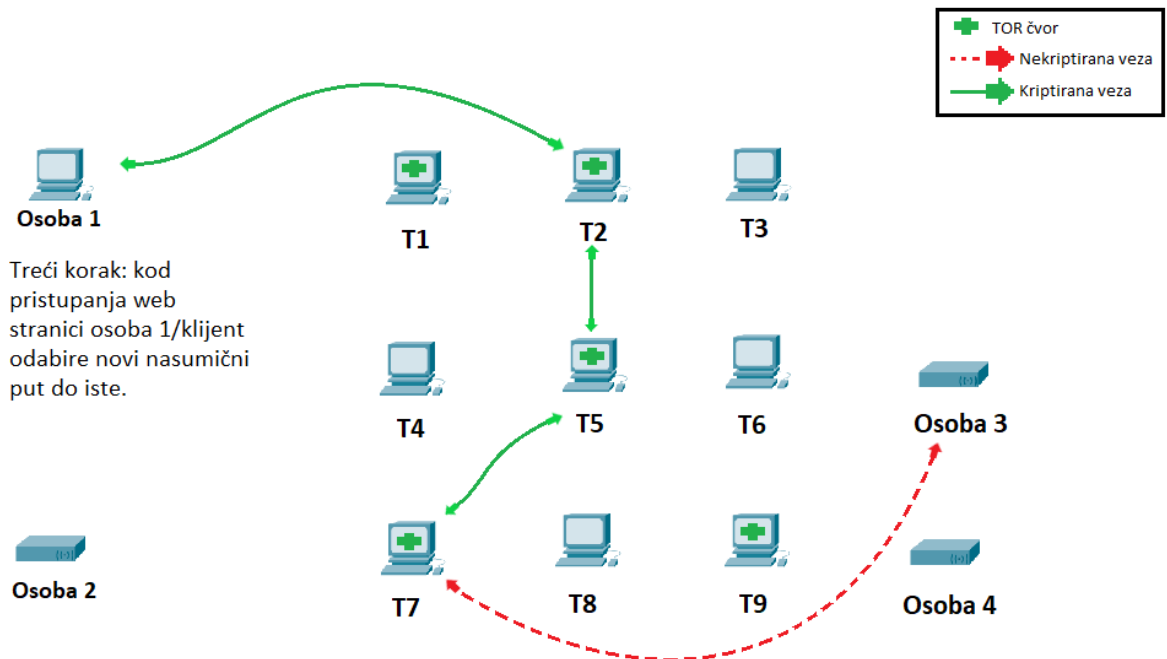 TOR čvor
Nekriptirana veza
Kriptirana veza
Osoba 1
T1
T2
T3
Treći korak: kod
pristupanja web
stranici osoba 1/klijent
odabire novi nasumični
put do iste.
T4
T5
T6
Osoba 3
Osoba 2
T7
T8
T9
Osoba 4